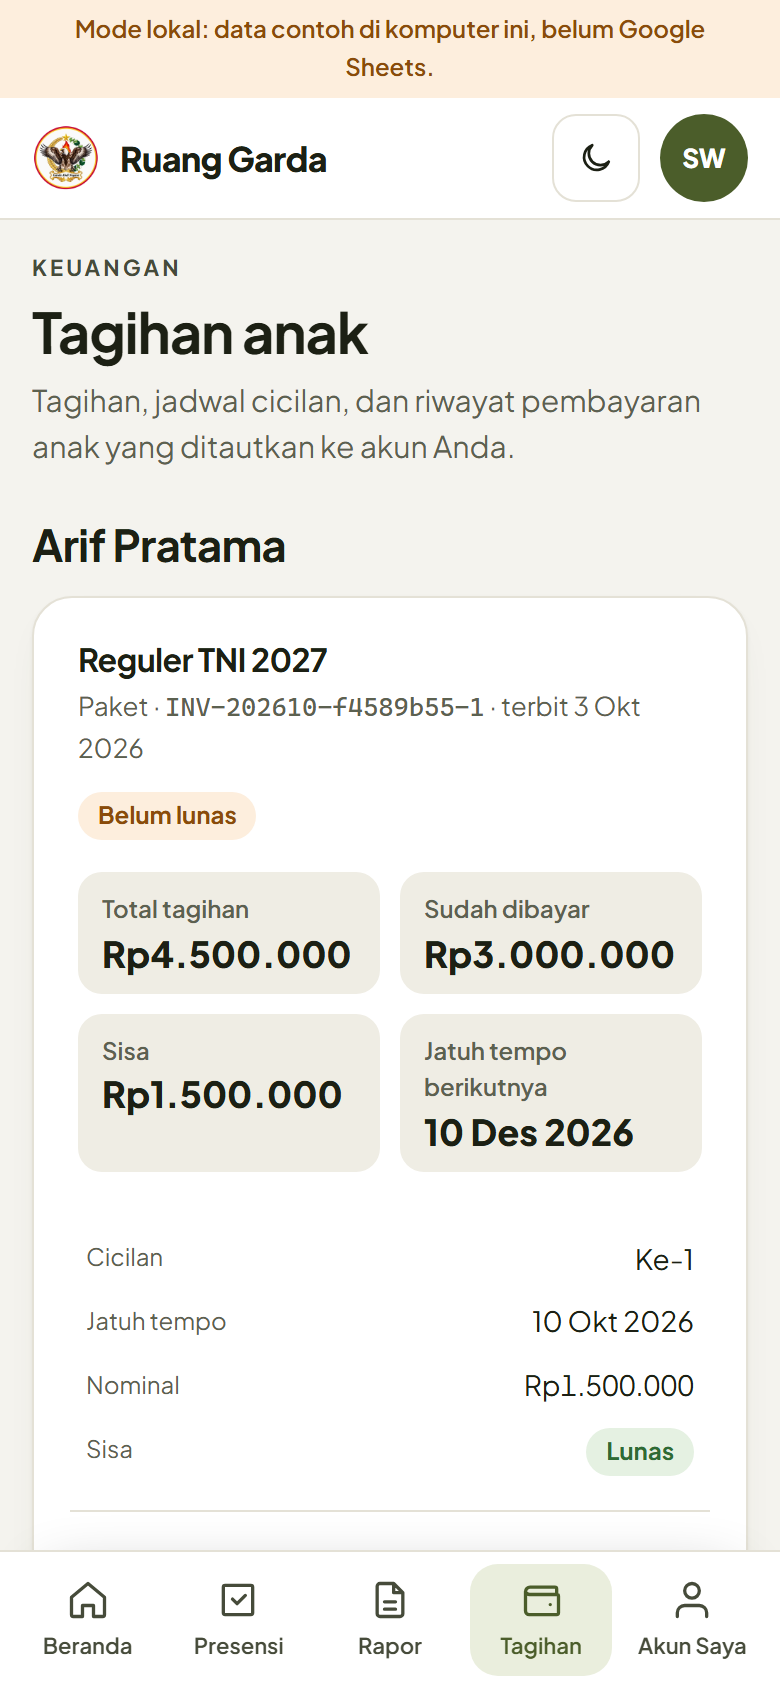 Mode lokal: data contoh di komputer ini, belum Google
Sheets.
Ruang Garda
SW
KEUANGAN
Tagihan anak
Tagihan, jadwal cicilan, dan riwayat pembayaran
anak yang ditautkan ke akun Anda.
Arif Pratama
Reguler TNI 2027
Paket · INV-202610-f4589b55-1 · terbit 3 Okt
2026
Belum lunas
Total tagihan
Rp4.500.000
Sudah dibayar
Rp3.000.000
Sisa
Rp1.500.000
Jatuh tempo
berikutnya
10 Des 2026
Cicilan Ke-1
Jatuh tempo 10 Okt 2026
Nominal Rp1.500.000
Sisa Lunas
Beranda Presensi Rapor Tagihan Akun Saya